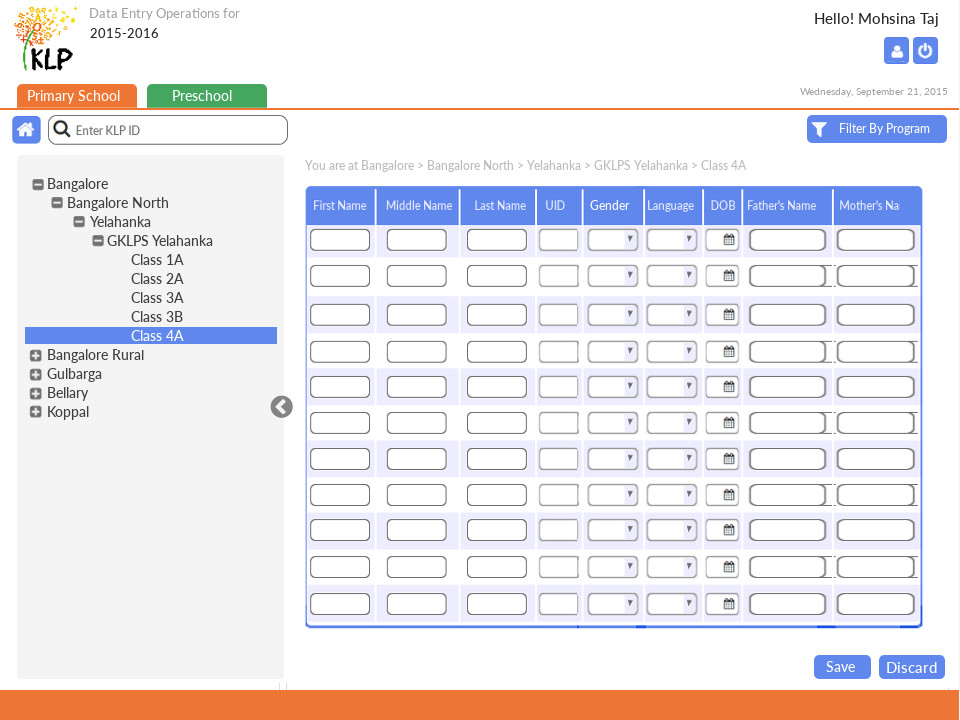 Data Entry Operations for
2015-2016
KLP
Hello! Mohsina Taj
Primary School
Preschool
Wednesday, September 21, 2015
Enter KLP ID
Filter By Program
You are at Bangalore > Bangalore North > Yelahanka > GKLPS Yelahanka > Class 4A
Bangalore
Bangalore North
Yelahanka
GKLPS Yelahanka
Class 1A
Class 2A
Class 3A
Class 3B
Class 4A
Bangalore Rural
Gulbarga
Bellary
Koppal
First Name Middle Name Last Name UID Gender Language DOB Father's Name Mother's Na
Save Discard